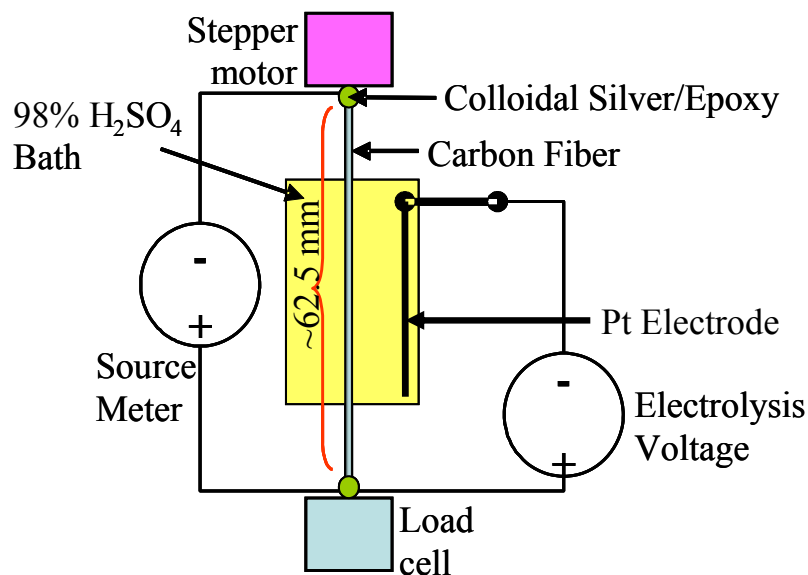 Stepper
motor
Colloidal Silver/Epoxy
98% H₂SO₄
Bath
Carbon Fiber
~62.5 mm
-
+
Source
Meter
Pt Electrode
-
+
Electrolysis
Voltage
Load
cell